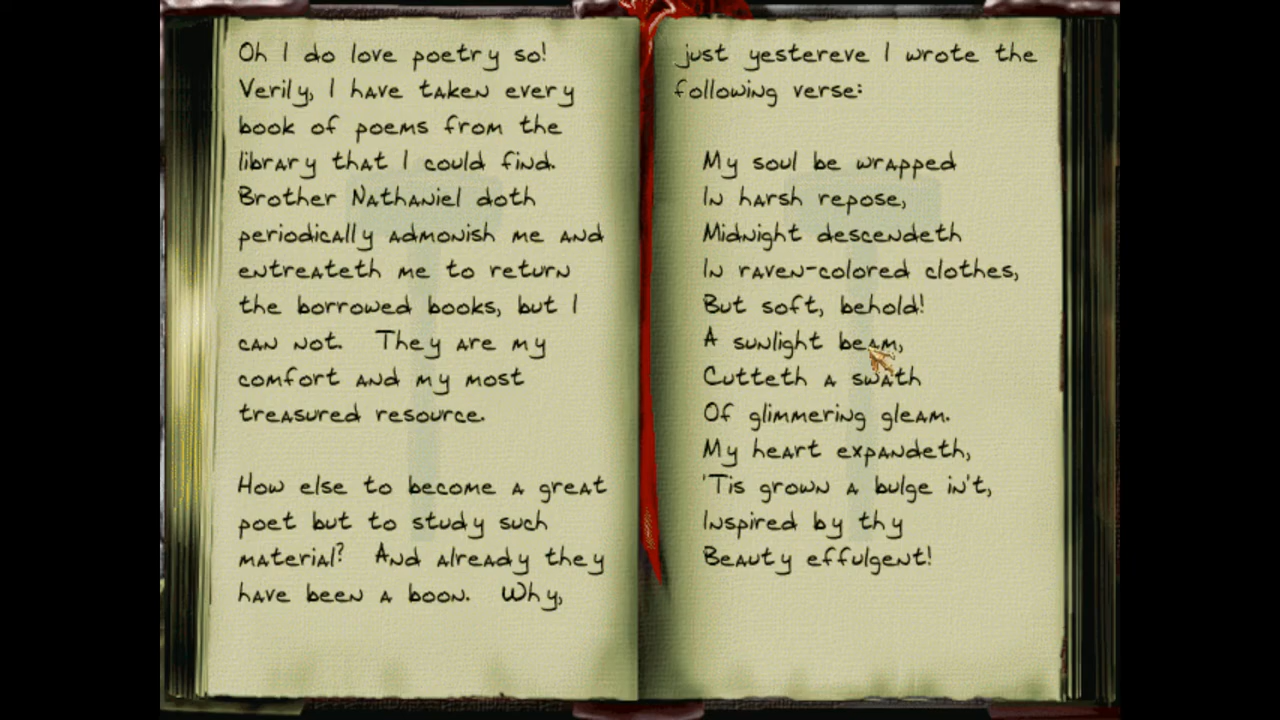 Oh I do love poetry so!
Verily, I have taken every
book of poems from the
library that I could find.
Brother Nathaniel doth
periodically admonish me and
entreateth me to return
the borrowed books, but I
can not.  They are my
comfort and my most
treasured resource.

How else to become a great
poet but to study such
material?  And already they
have been a boon.  Why,

just yestereve I wrote the
following verse:

My soul be wrapped
In harsh repose,
Midnight descendeth
In raven-colored clothes,
But soft, behold!
A sunlight beam,
Cutteth a swath
Of glimmering gleam.
My heart expandeth,
'Tis grown a bulge in't,
Inspired by thy
Beauty effulgent!